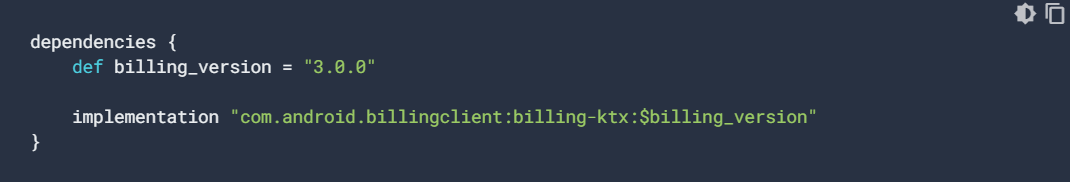 dependencies {
    def billing_version = "3.0.0"
    implementation "com.android.billingclient:billing-ktx:$billing_version"
}